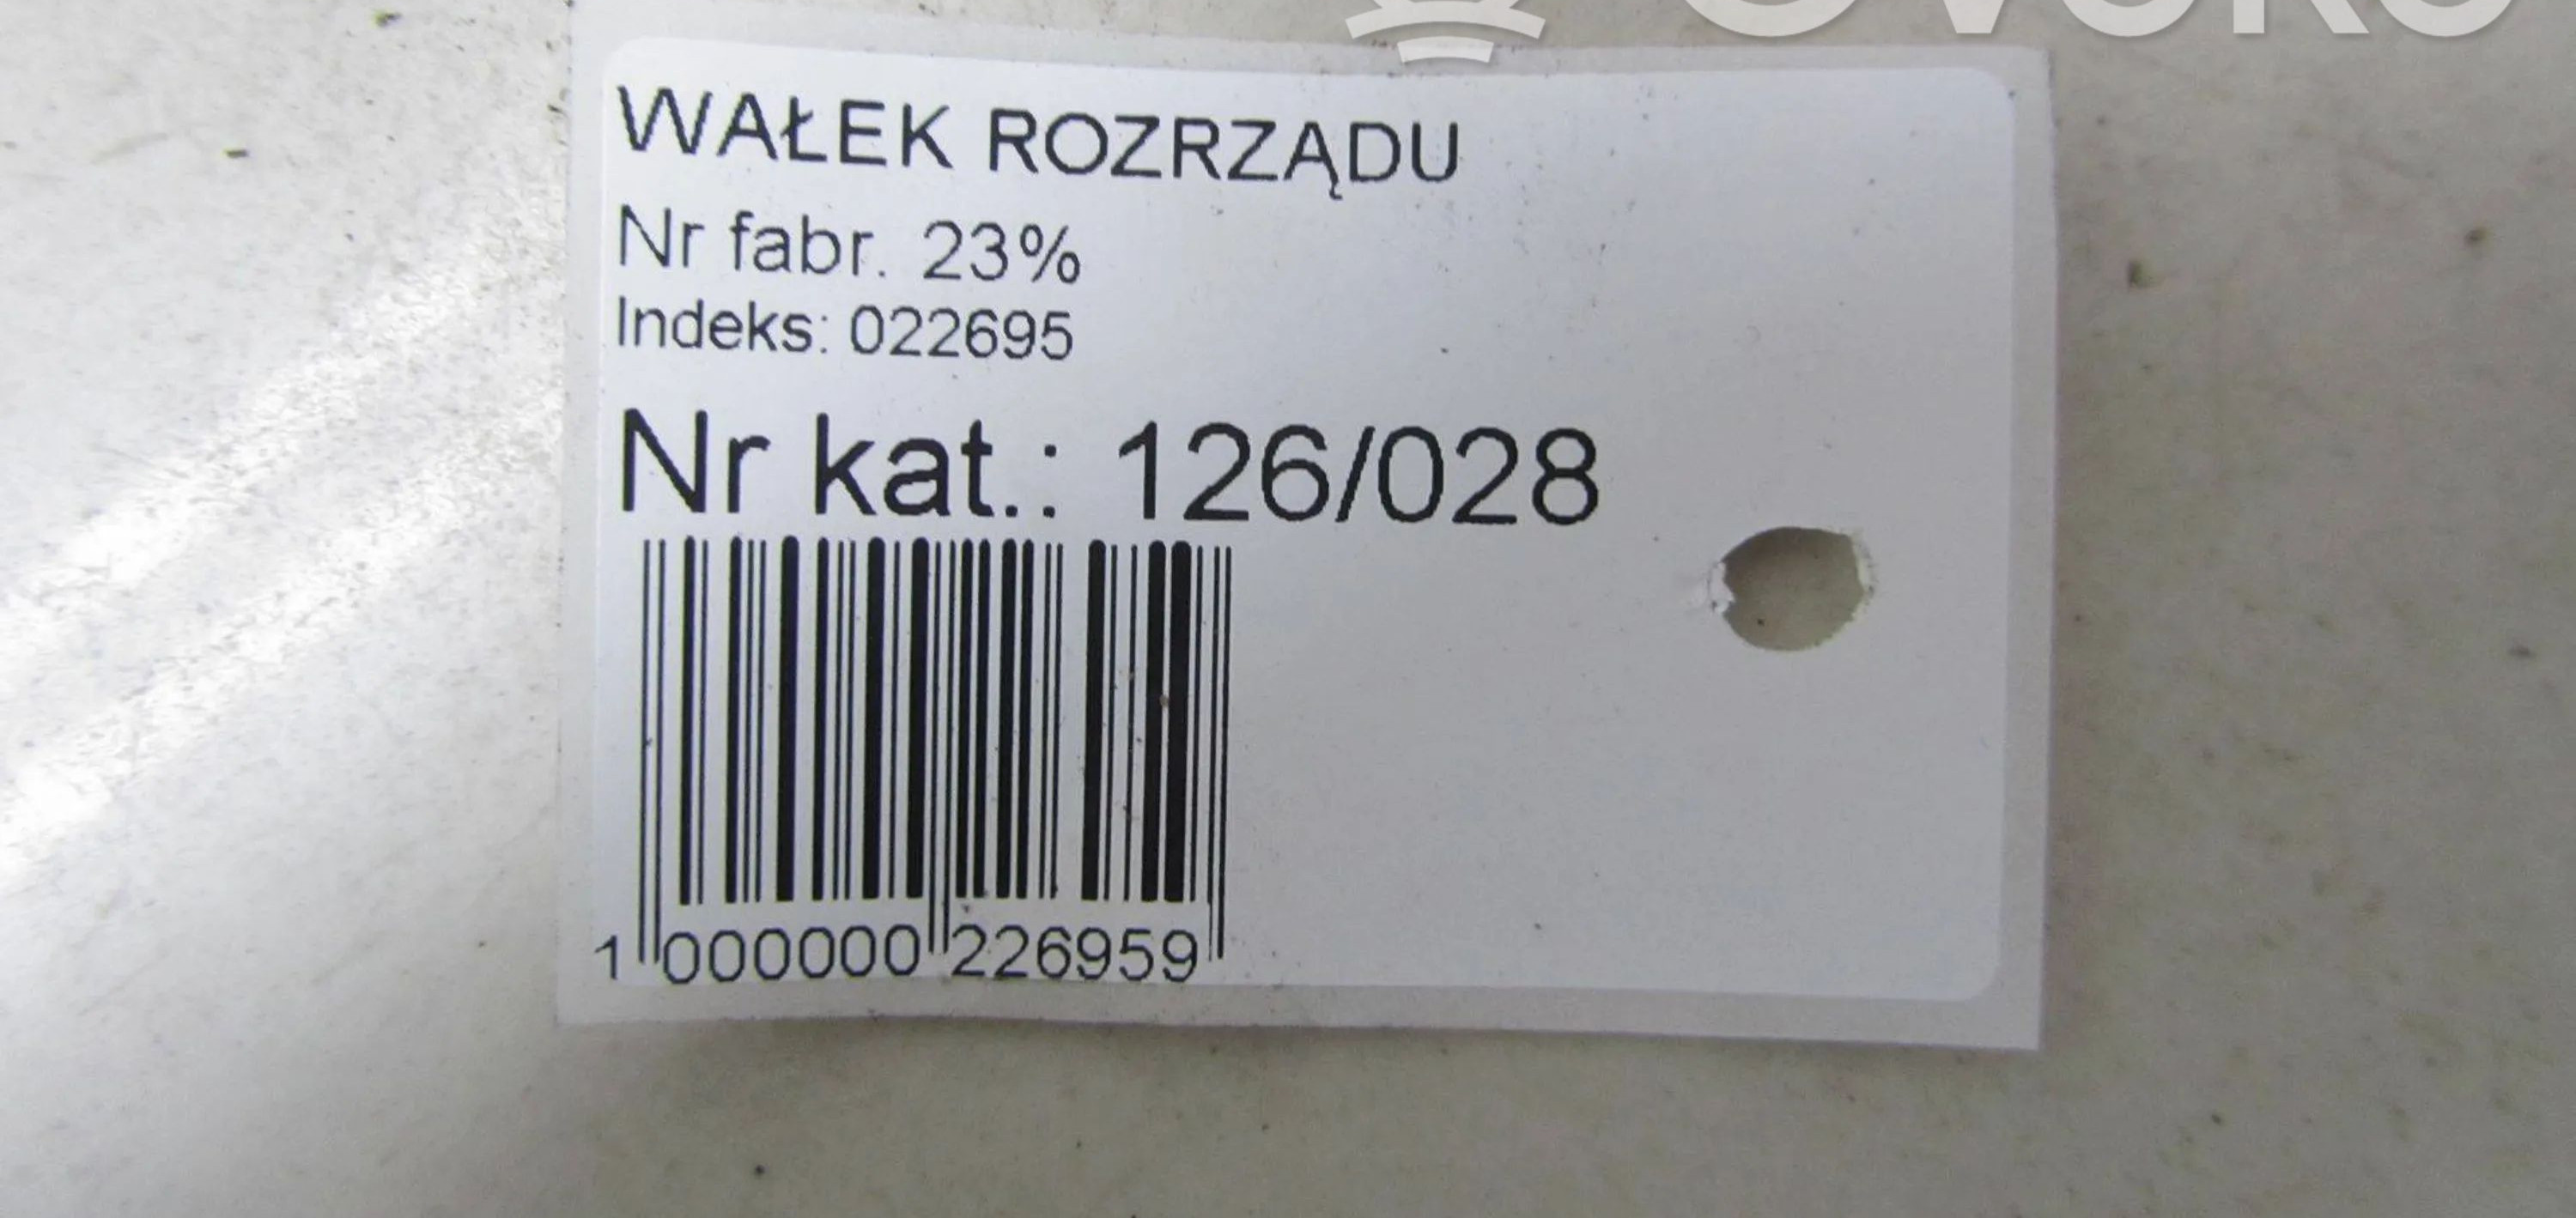 WAŁEK ROZRZĄDU
Nr fabr. 23%
Indeks: 022695
Nr kat.: 126/028
1 000000 226959